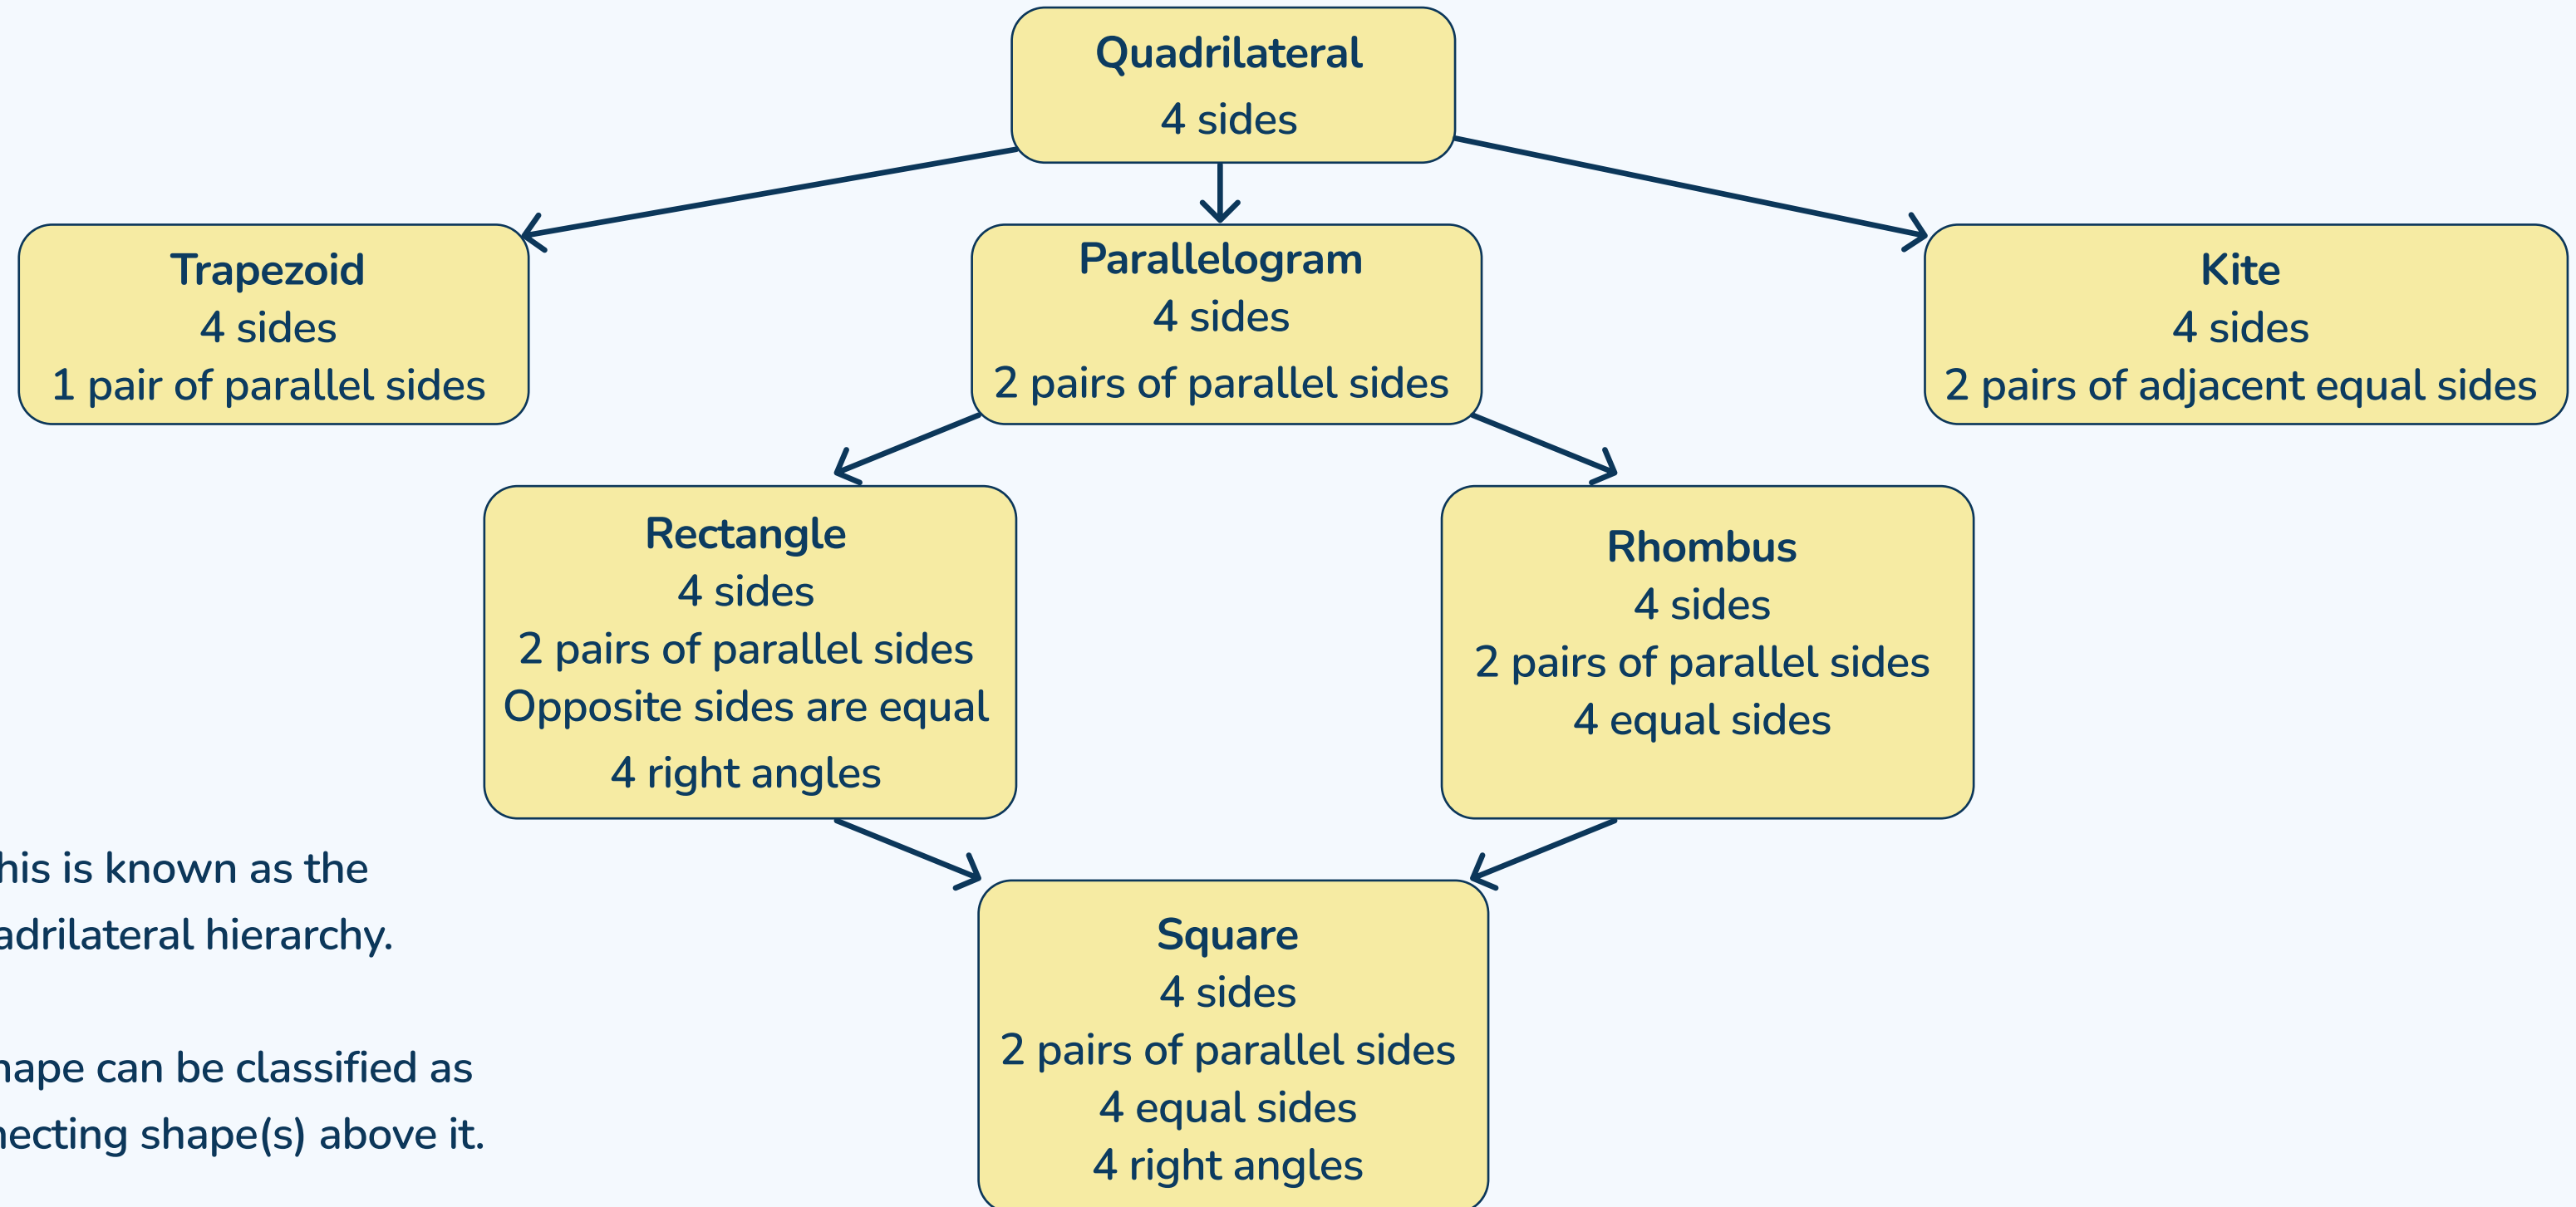 Quadrilateral
4 sides
Trapezoid
4 sides
1 pair of parallel sides
Parallelogram
4 sides
2 pairs of parallel sides
Kite
4 sides
2 pairs of adjacent equal sides
Rectangle
4 sides
2 pairs of parallel sides
Opposite sides are equal
4 right angles
Rhombus
4 sides
2 pairs of parallel sides
4 equal sides
his is known as the
adrilateral hierarchy.
hape can be classified as
necting shape(s) above it.
Square
4 sides
2 pairs of parallel sides
4 equal sides
4 right angles